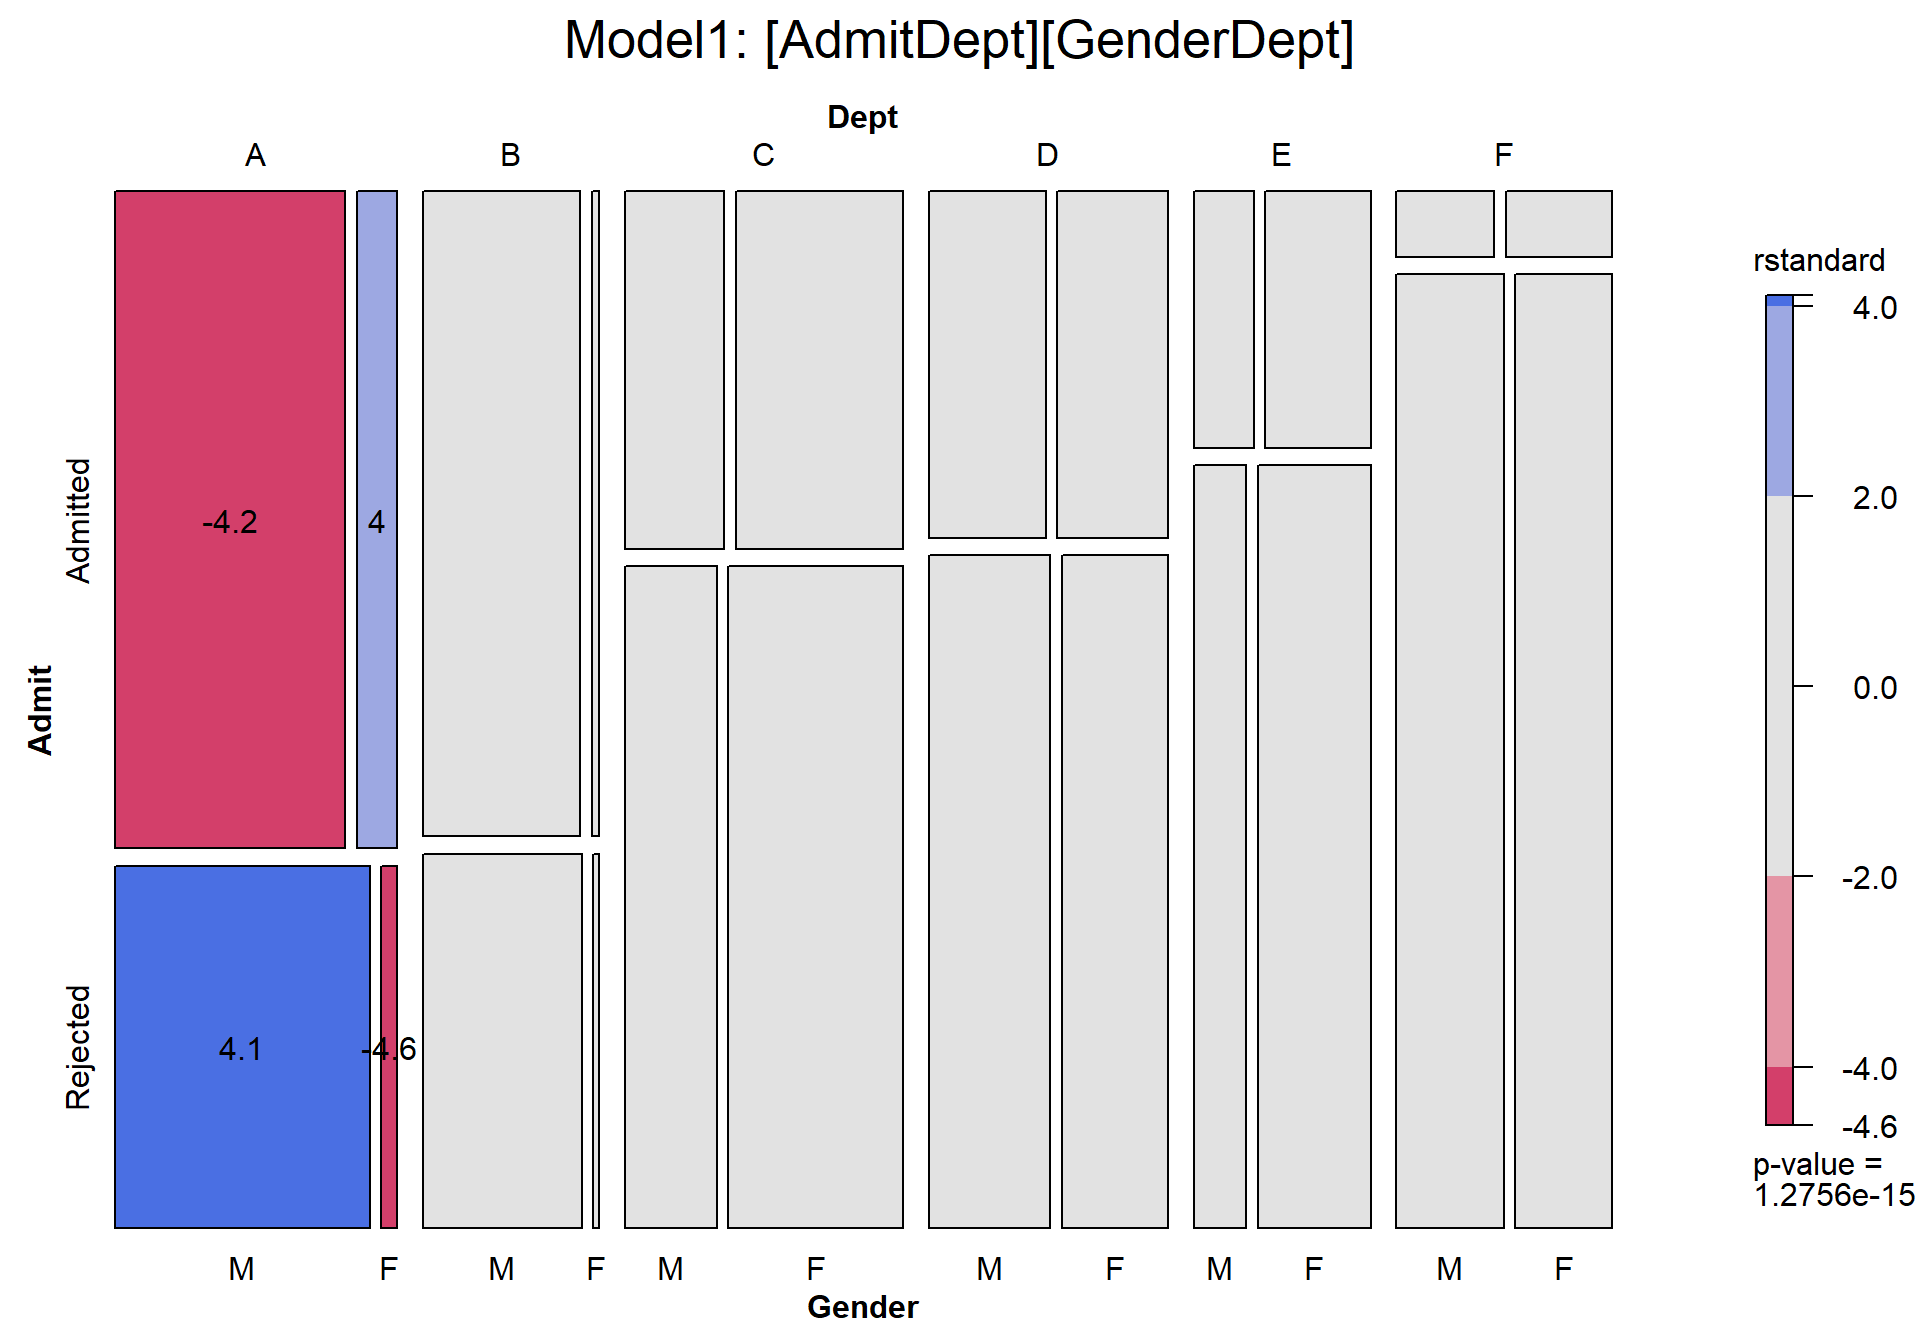 Model1: [AdmitDept][GenderDept]
Dept
A B C D E F
Admit
Admitted
Rejected
-4.2 4
4.1 -4.6
M F M F M F M F M F M F
Gender
rstandard
4.0
2.0
0.0
-2.0
-4.0
-4.6
p-value =
1.2756e-15